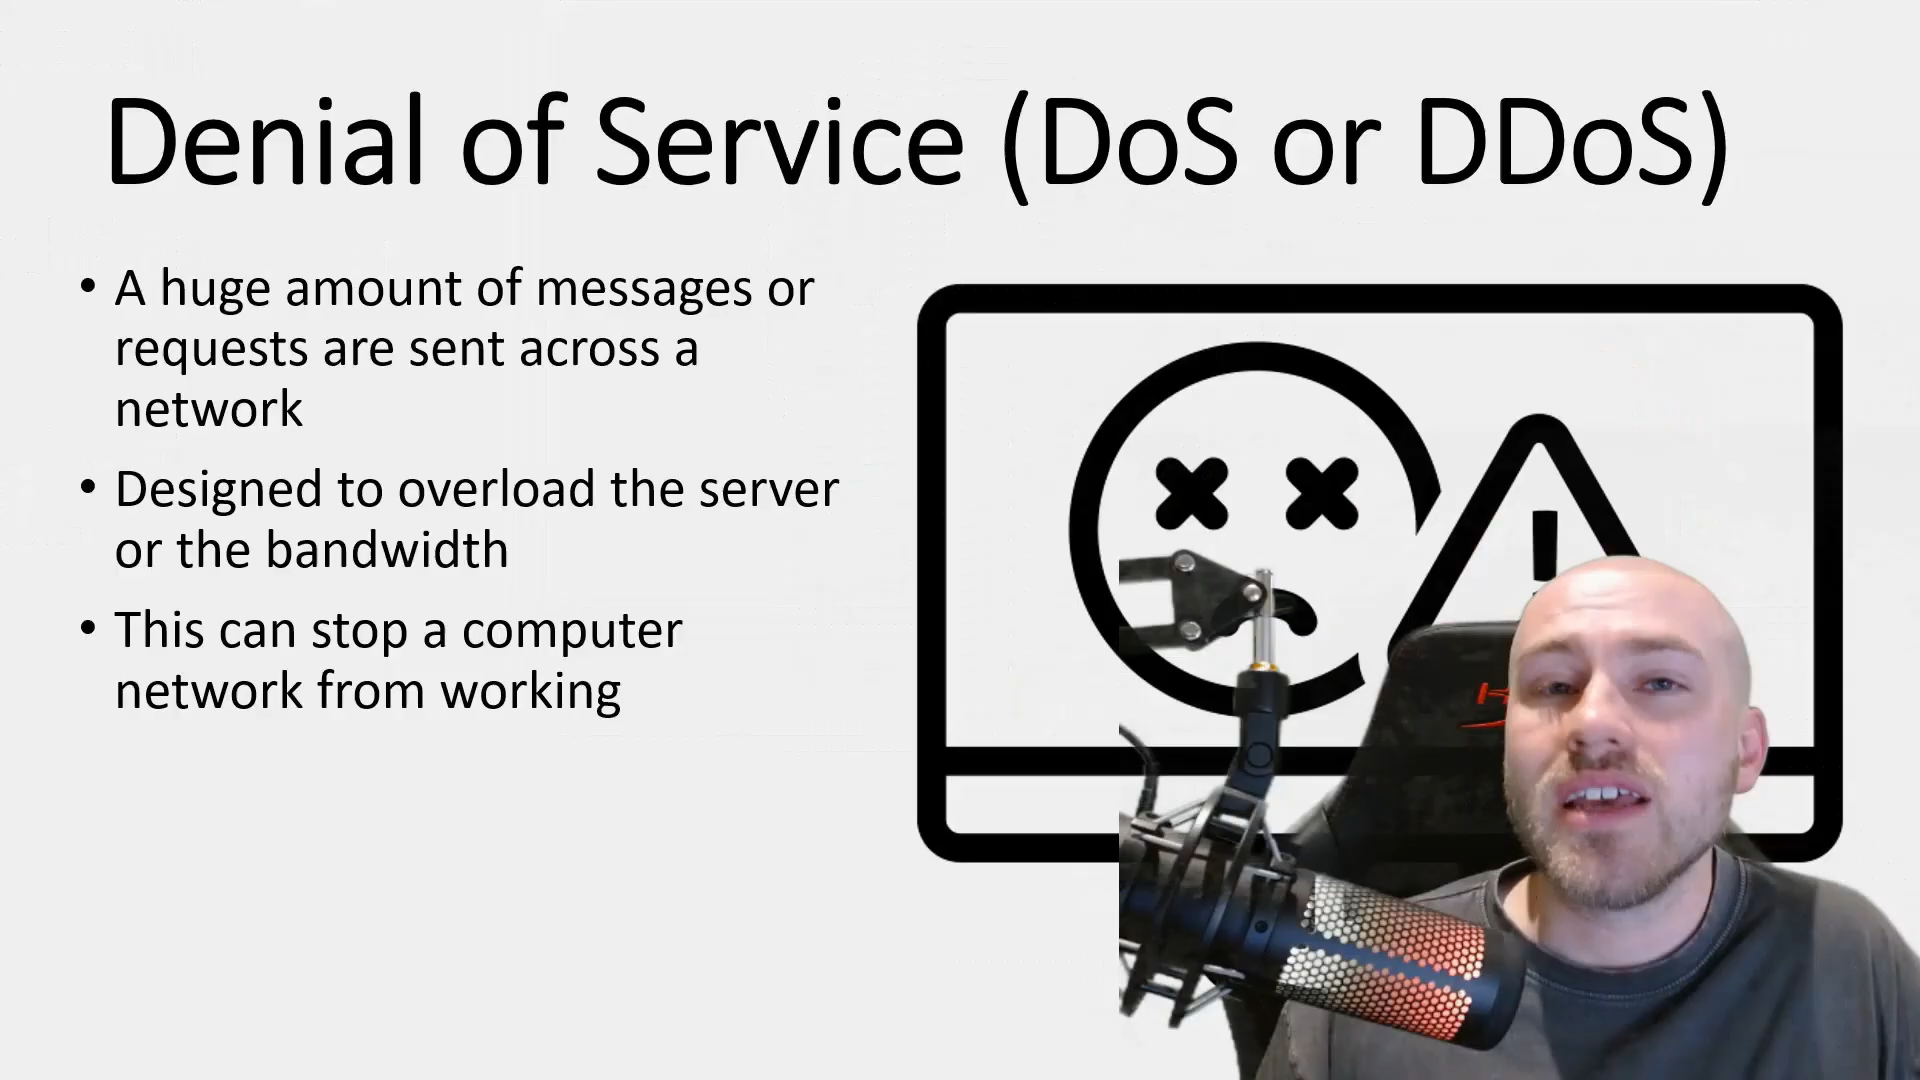 Denial of Service (DoS or DDoS)
• A huge amount of messages or
requests are sent across a
network
• Designed to overload the server
or the bandwidth
• This can stop a computer
network from working